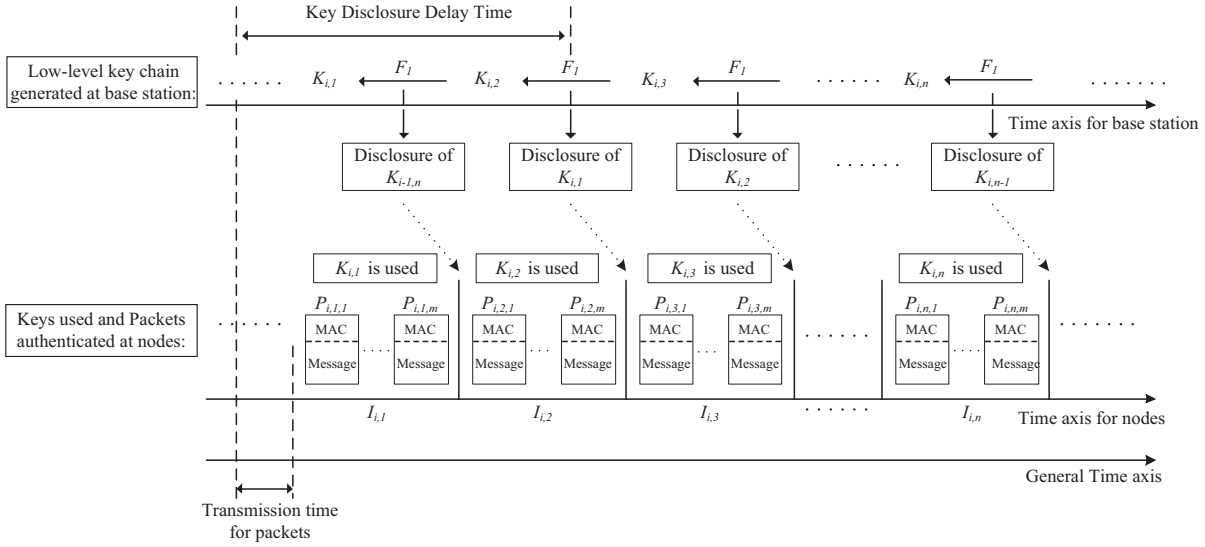 Key Disclosure Delay Time
Low-level key chain
generated at base station:
. . . . . . K_{i,1} F_1 K_{i,2} F_1 K_{i,3} F_1 . . . . . . K_{i,n} F_1 . . . . . .
Time axis for base station
Disclosure of
K_{i-1,n}
Disclosure of
K_{i,1}
Disclosure of
K_{i,2}
. . . . . .
Disclosure of
K_{i,n-1}
K_{i,1} is used
K_{i,2} is used
K_{i,3} is used
K_{i,n} is used
Keys used and Packets
authenticated at nodes:
P_{i,1,1} P_{i,1,m} P_{i,2,1} P_{i,2,m} P_{i,3,1} P_{i,3,m} P_{i,n,1} P_{i,n,m}
MAC MAC MAC MAC MAC MAC MAC MAC
Message Message Message Message Message Message Message Message
I_{i,1} I_{i,2} I_{i,3} . . . . . . I_{i,n}
Time axis for nodes
General Time axis
Transmission time
for packets